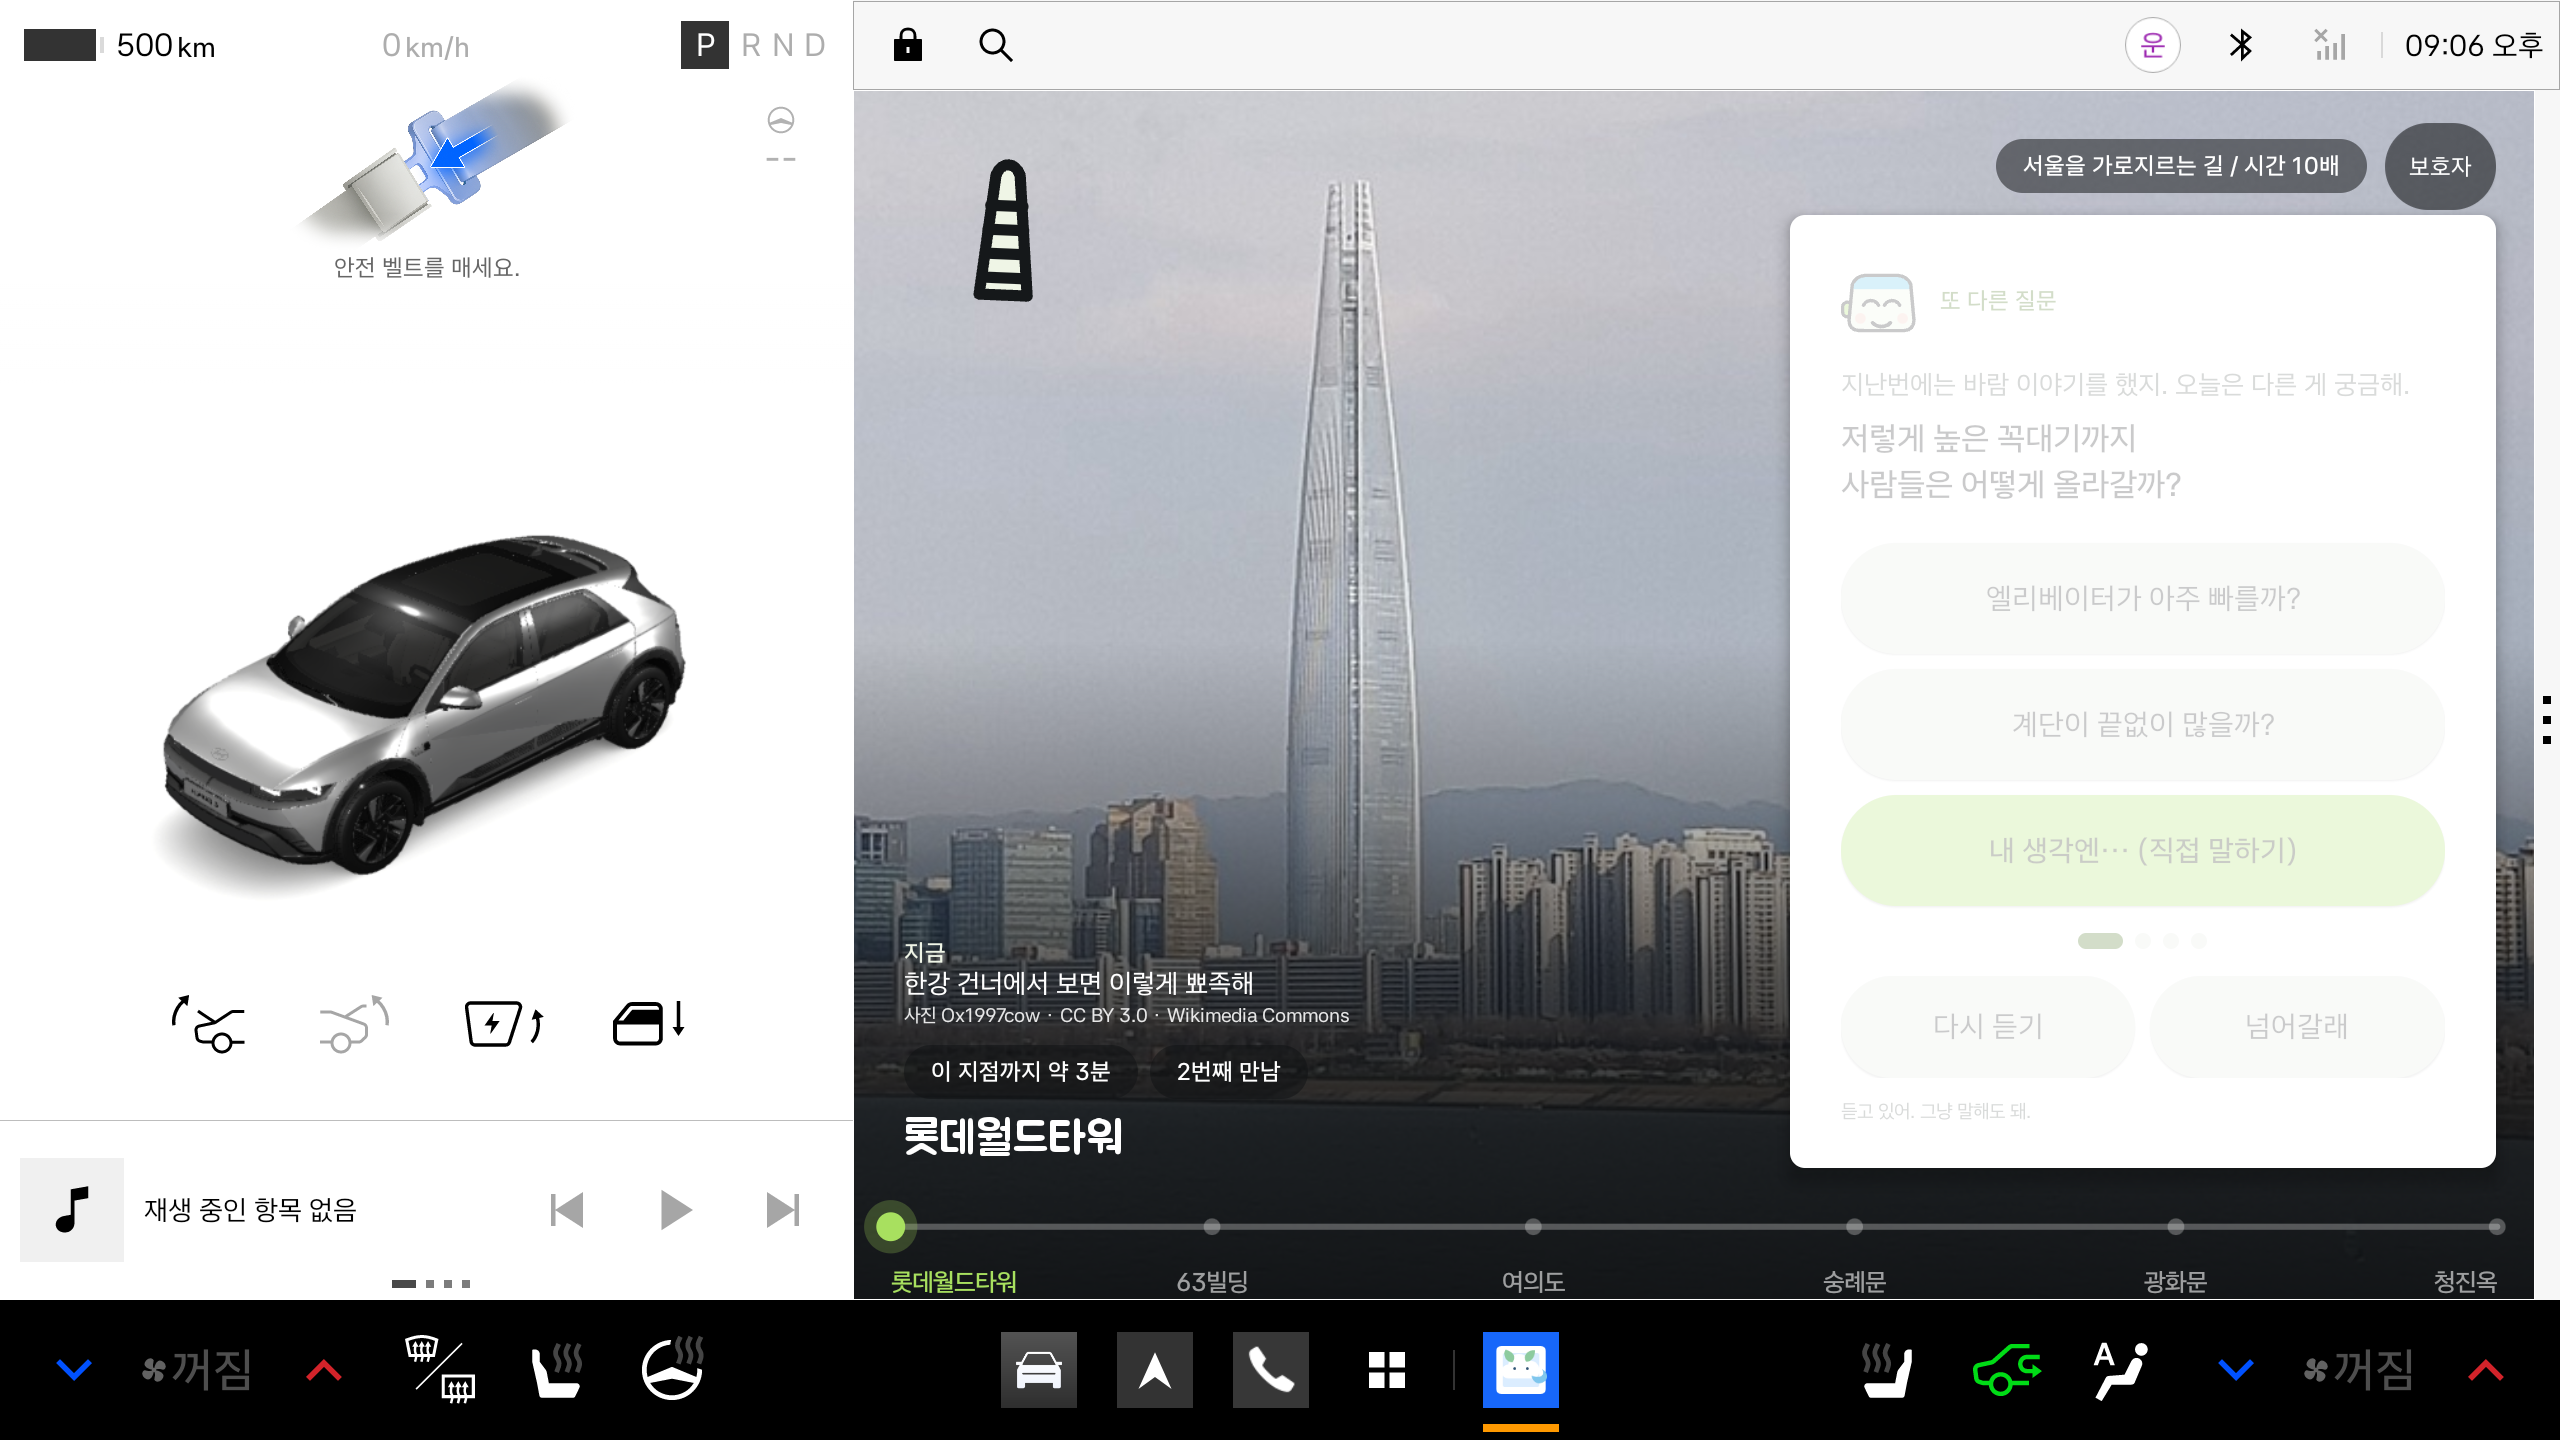 500 km
0 km/h
P R N D
안전 벨트를 매세요.
재생 중인 항목 없음
운
09:06 오후
서울을 가로지르는 길 / 시간 10배
보호자
또 다른 질문
지난번에는 바람 이야기를 했지. 오늘은 다른 게 궁금해.
저렇게 높은 꼭대기까지
사람들은 어떻게 올라갈까?
엘리베이터가 아주 빠를까?
계단이 끝없이 많을까?
내 생각엔… (직접 말하기)
다시 듣기
넘어갈래
듣고 있어. 그냥 말해도 돼.
지금
한강 건너에서 보면 이렇게 뾰족해
사진 Ox1997cow · CC BY 3.0 · Wikimedia Commons
이 지점까지 약 3분
2번째 만남
롯데월드타워
롯데월드타워
63빌딩
여의도
숭례문
광화문
청진옥
꺼짐
A
꺼짐